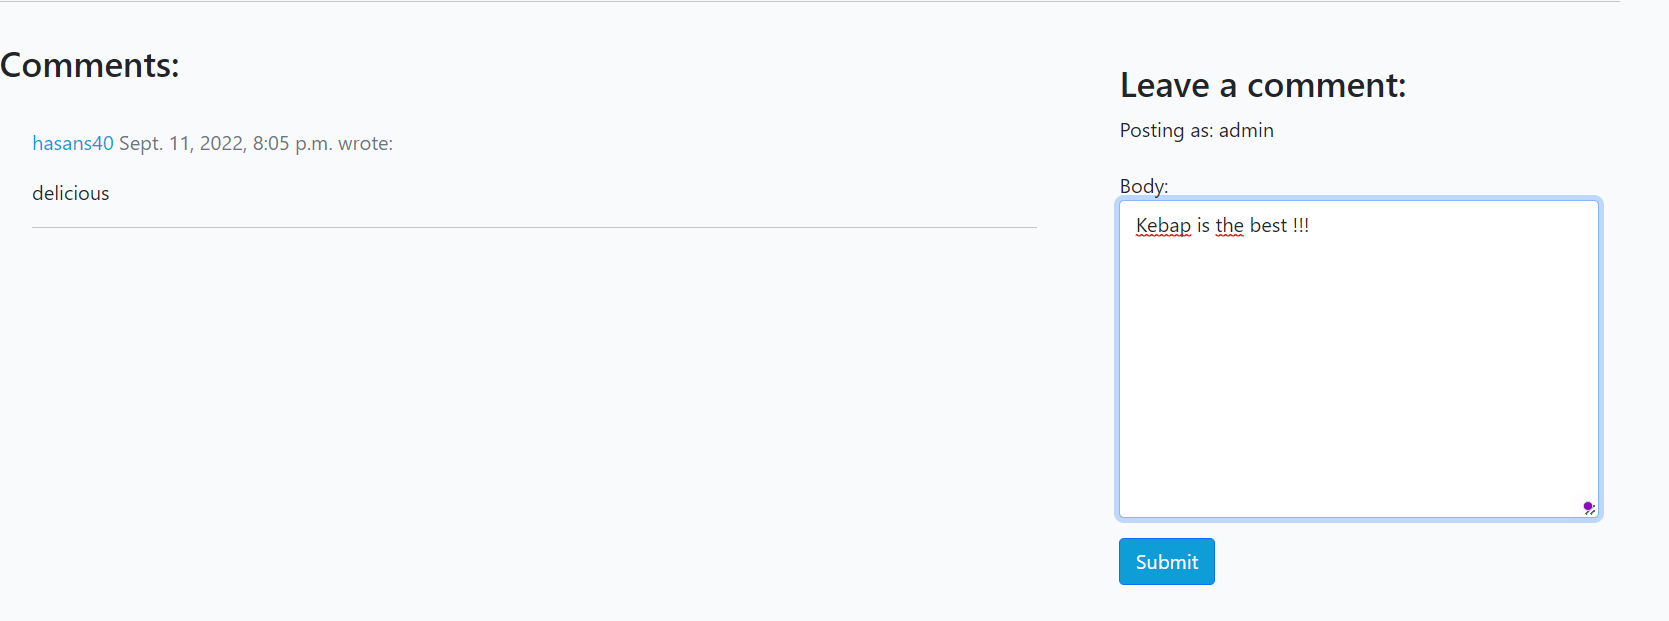 Comments:
hasans40 Sept. 11, 2022, 8:05 p.m. wrote:
delicious
Leave a comment:
Posting as: admin
Body:
Kebap is the best !!!
Submit